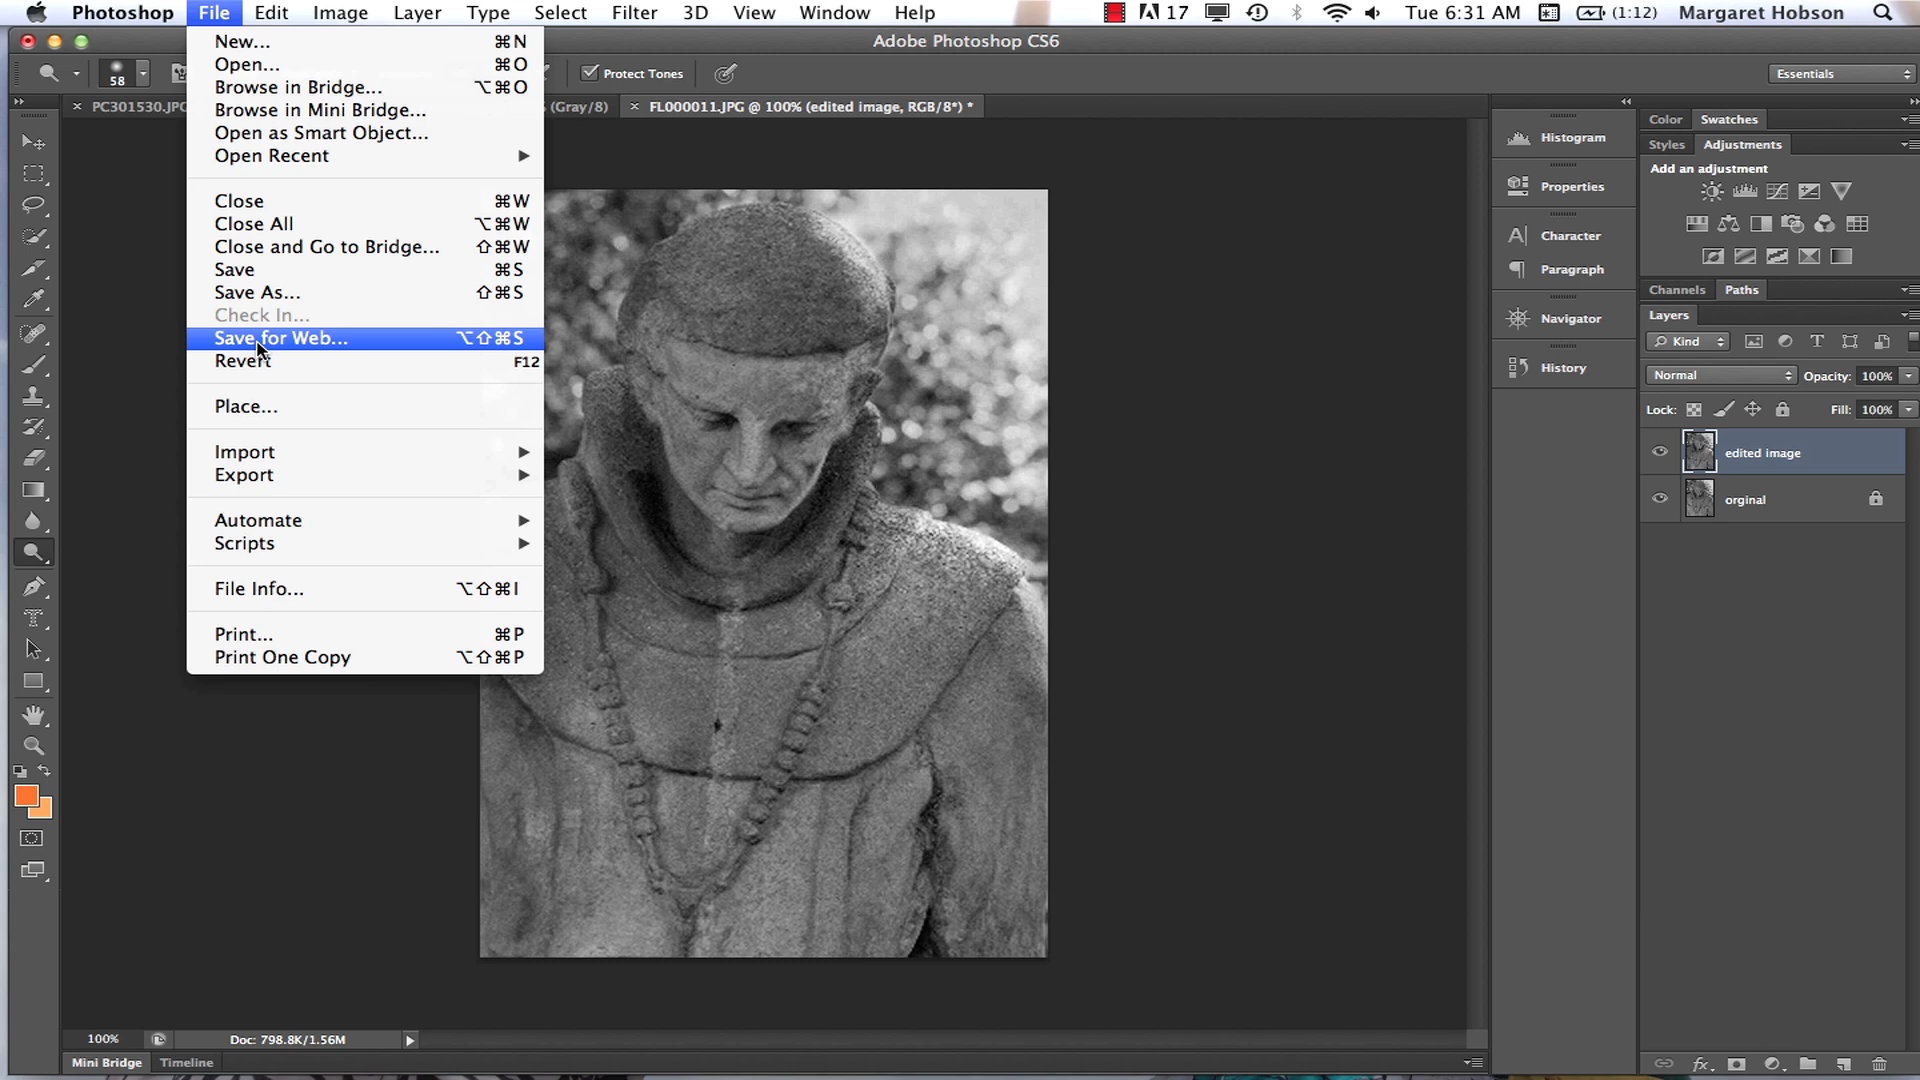 Photoshop File Edit Image Layer Type Select Filter 3D View Window Help 17 Tue 6:31 AM (1:12) Margaret Hobson
Adobe Photoshop CS6
58 Protect Tones Essentials
PC301530.JPG (Gray/8) FL000011.JPG @ 100% (edited image, RGB/8*) *
New... ⌘N
Open... ⌘O
Browse in Bridge... ⌥⌘O
Browse in Mini Bridge...
Open as Smart Object...
Open Recent
Close ⌘W
Close All ⌥⌘W
Close and Go to Bridge... ⇧⌘W
Save ⌘S
Save As... ⇧⌘S
Check In...
Save for Web... ⌥⇧⌘S
Revert F12
Place...
Import
Export
Automate
Scripts
File Info... ⌥⇧⌘I
Print... ⌘P
Print One Copy ⌥⇧⌘P
Histogram
Properties
Character
Paragraph
Navigator
History
Color Swatches
Styles Adjustments
Add an adjustment
Channels Paths
Layers
Kind
Normal Opacity: 100%
Lock: Fill: 100%
edited image
orginal
100% Doc: 798.8K/1.56M
Mini Bridge Timeline
fx